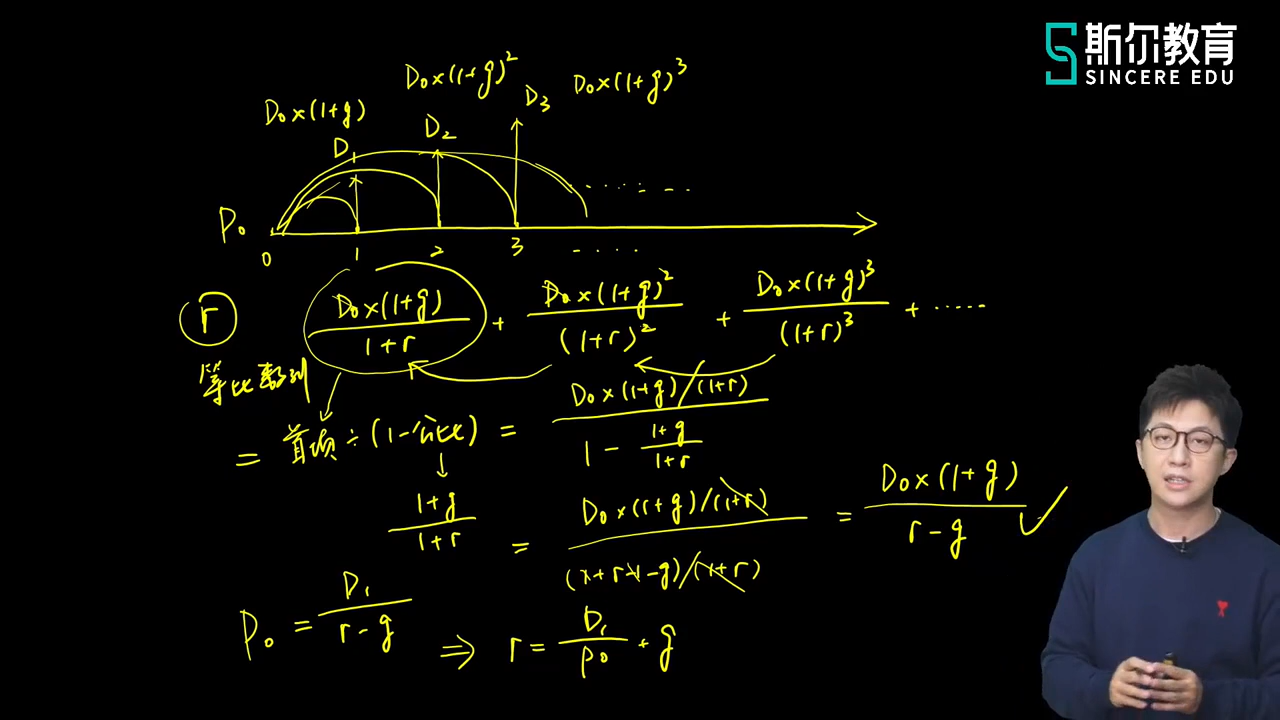 斯尔教育
SINCERE EDU
D₀×(1+g)² D₀×(1+g)³
D₀×(1+g) D₂ D₃
D₁
P₀
0 1 2 3 ....
r D₀×(1+g)/1+r + D₀×(1+g)²/(1+r)² + D₀×(1+g)³/(1+r)³ + ......
等比数列
= 首项÷(1-公比) = D₀×(1+g)/(1+r) / 1 - 1+g/1+r
1+g/1+r = D₀×(1+g)/(1+r) / (1+r-1-g)/(1+r) = D₀×(1+g)/r-g ✓
P₀ = D₁/r-g ⇒ r = D₁/P₀ + g